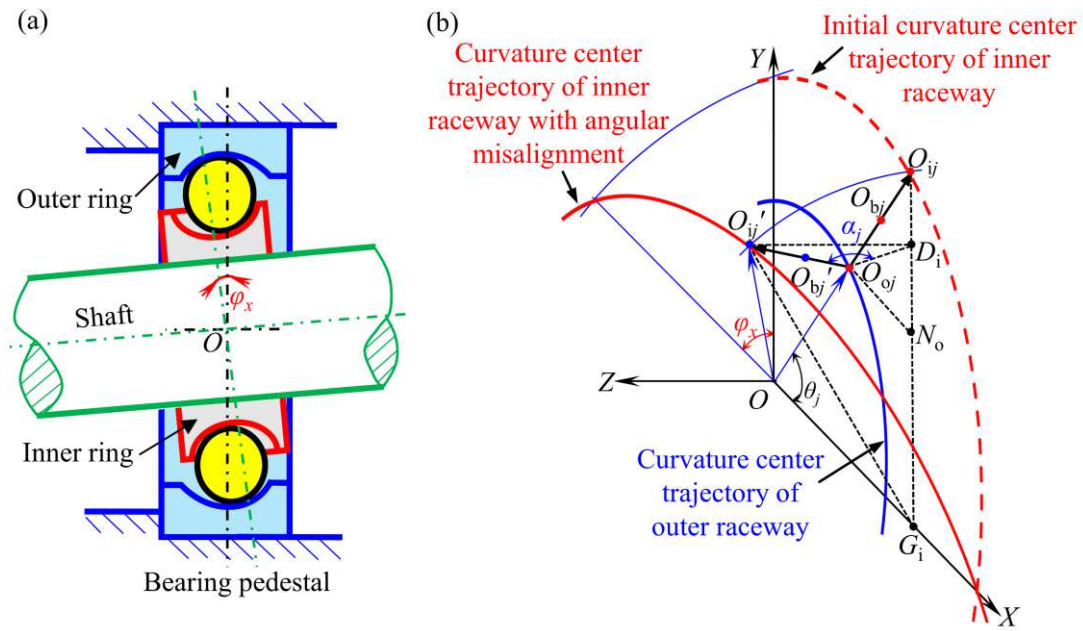 (a)
Outer ring
φx
Shaft
O
Inner ring
Bearing pedestal
(b)
Curvature center
trajectory of inner
raceway with angular
misalignment
Y
Initial curvature center
trajectory of inner
raceway
Oij
Obj
Oij′
αj
Di
Obj′
Ooj
φx
No
Z
O
θj
Curvature center
trajectory of
outer raceway
Gi
X